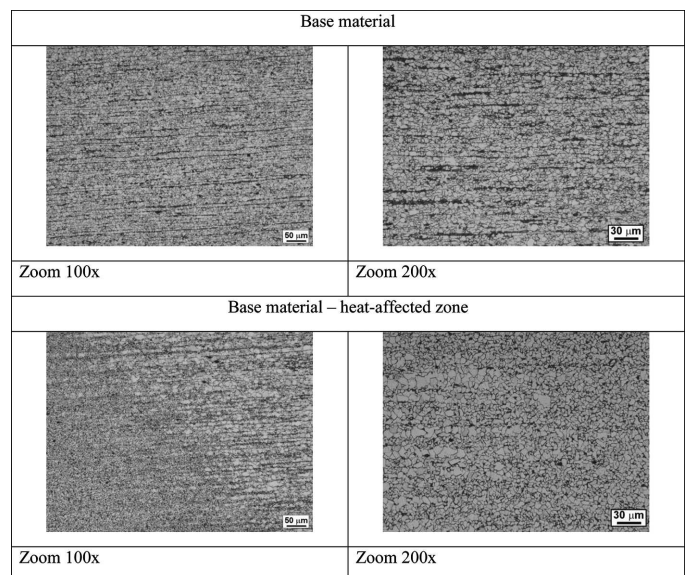 Base material
50 µm
30 µm
Zoom 100x
Zoom 200x
Base material – heat-affected zone
50 µm
30 µm
Zoom 100x
Zoom 200x